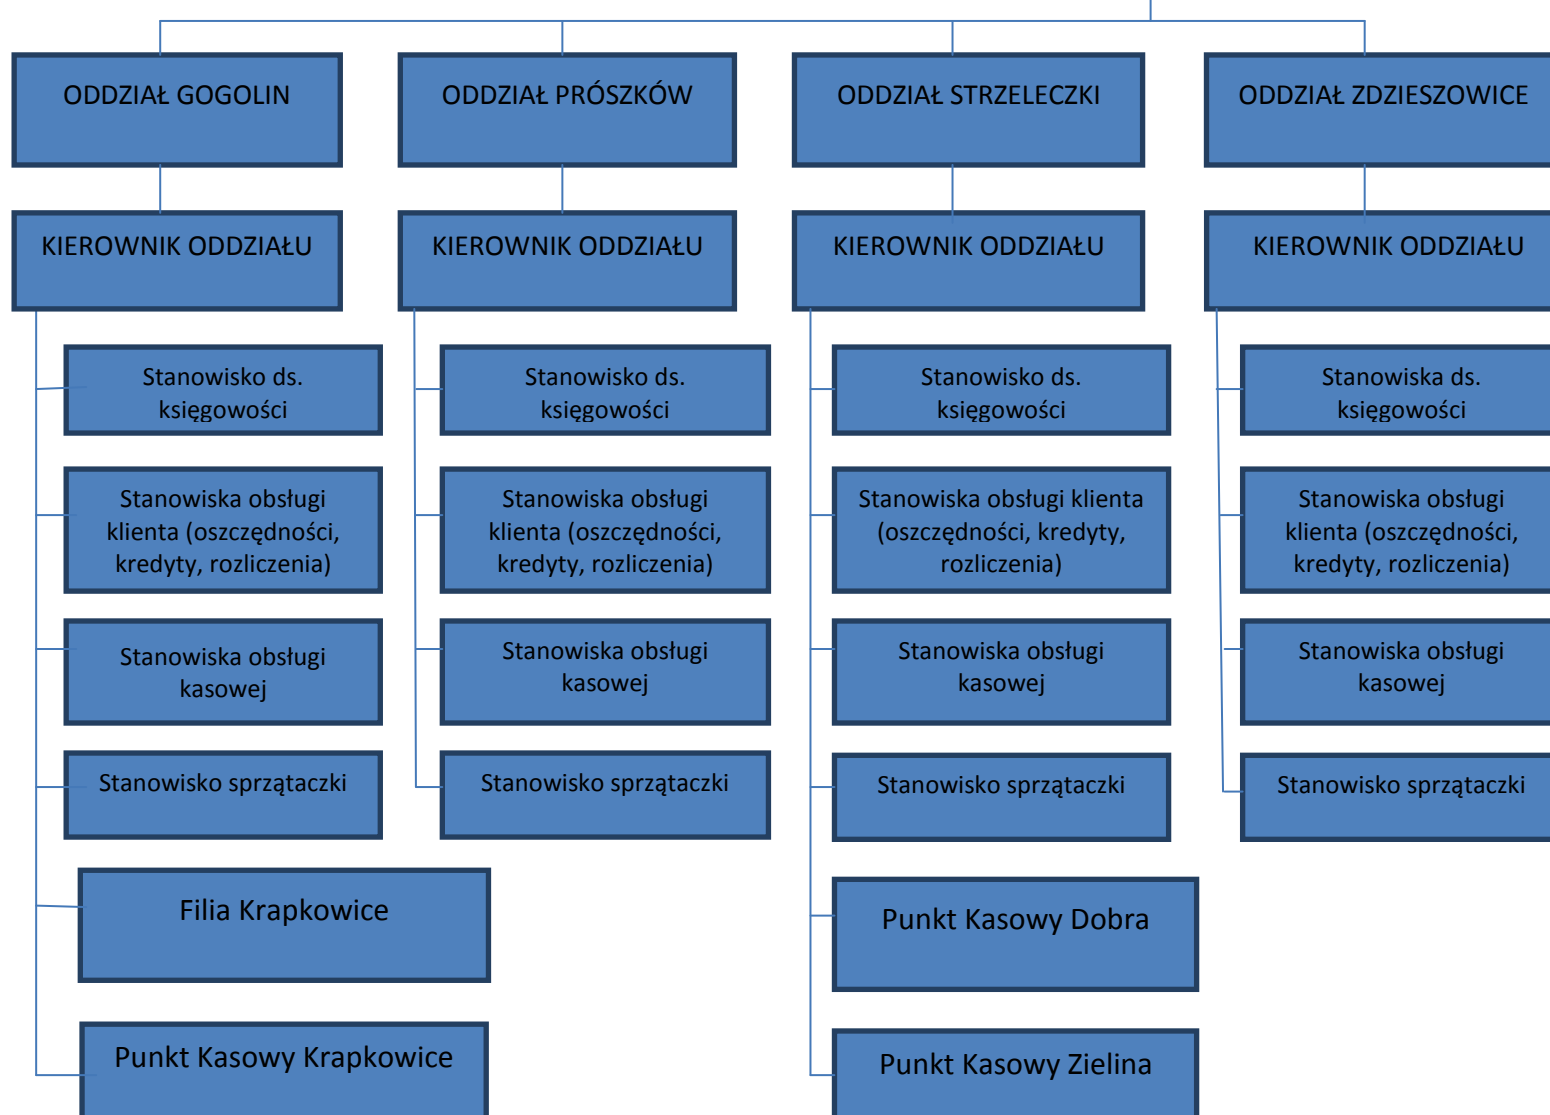 ODDZIAŁ GOGOLIN
ODDZIAŁ PRÓSZKÓW
ODDZIAŁ STRZELECZKI
ODDZIAŁ ZDZIESZOWICE
KIEROWNIK ODDZIAŁU
KIEROWNIK ODDZIAŁU
KIEROWNIK ODDZIAŁU
KIEROWNIK ODDZIAŁU
Stanowisko ds.
księgowości
Stanowisko ds.
księgowości
Stanowisko ds.
księgowości
Stanowiska ds.
księgowości
Stanowiska obsługi
klienta (oszczędności,
kredyty, rozliczenia)
Stanowiska obsługi
klienta (oszczędności,
kredyty, rozliczenia)
Stanowiska obsługi klienta
(oszczędności, kredyty,
rozliczenia)
Stanowiska obsługi
klienta (oszczędności,
kredyty, rozliczenia)
Stanowiska obsługi
kasowej
Stanowiska obsługi
kasowej
Stanowiska obsługi
kasowej
Stanowiska obsługi
kasowej
Stanowisko sprzątaczki
Stanowisko sprzątaczki
Stanowisko sprzątaczki
Stanowisko sprzątaczki
Filia Krapkowice
Punkt Kasowy Dobra
Punkt Kasowy Krapkowice
Punkt Kasowy Zielina